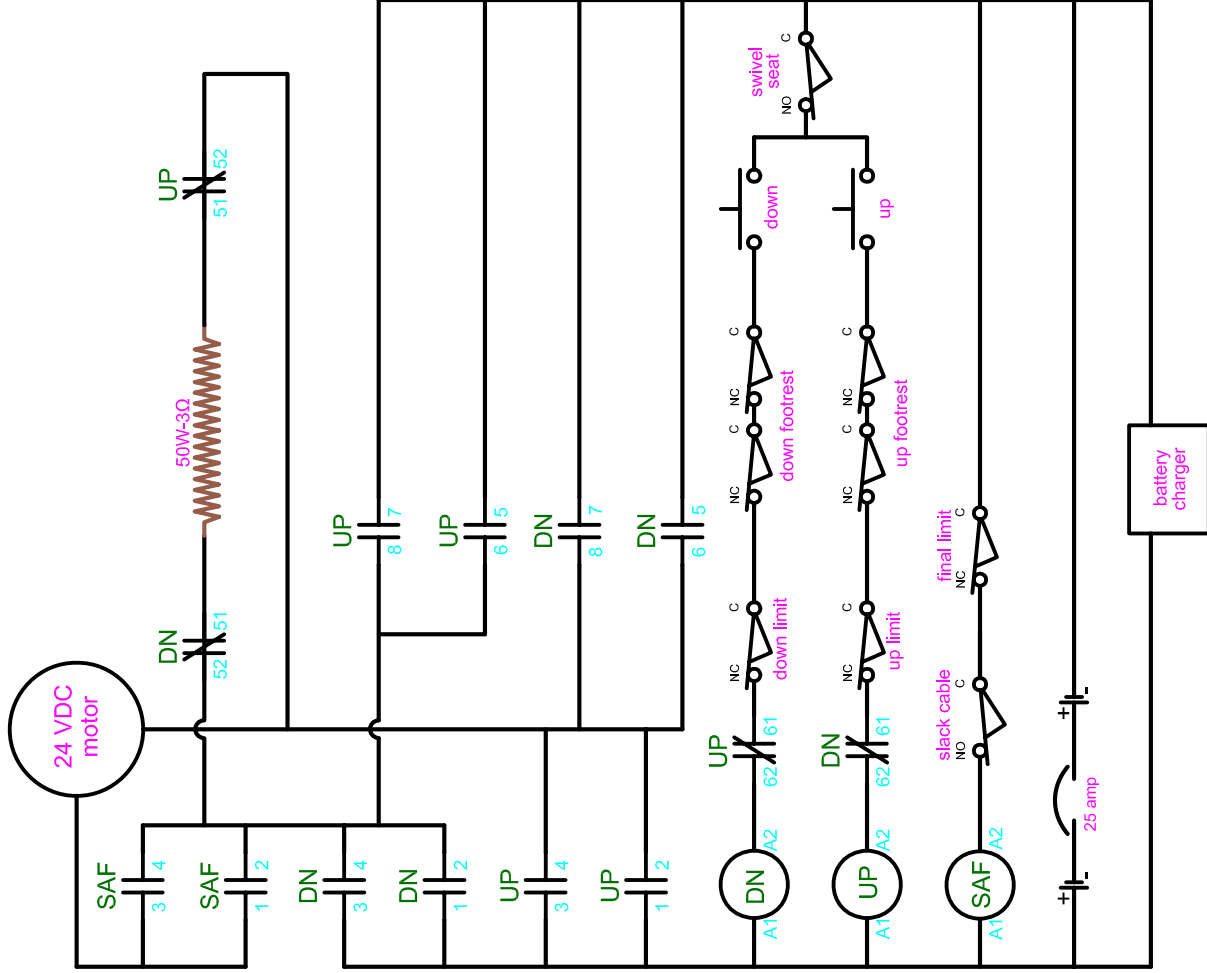 24 VDC
motor
UP
51
52
50W-3Ω
DN
52
51
swivel
seat
NO
C
UP
8
7
UP
6
5
DN
8
7
DN
6
5
down
up
NC
C
NC
C
down footrest
NC
C
NC
C
up footrest
NC
C
down limit
NC
C
up limit
NC
C
final limit
NO
C
slack cable
SAF
3
4
SAF
1
2
DN
3
4
DN
1
2
UP
3
4
UP
1
2
UP
62
61
DN
62
61
A1
DN
A2
A1
UP
A2
A1
SAF
A2
+
-
25 amp
+
-
battery
charger